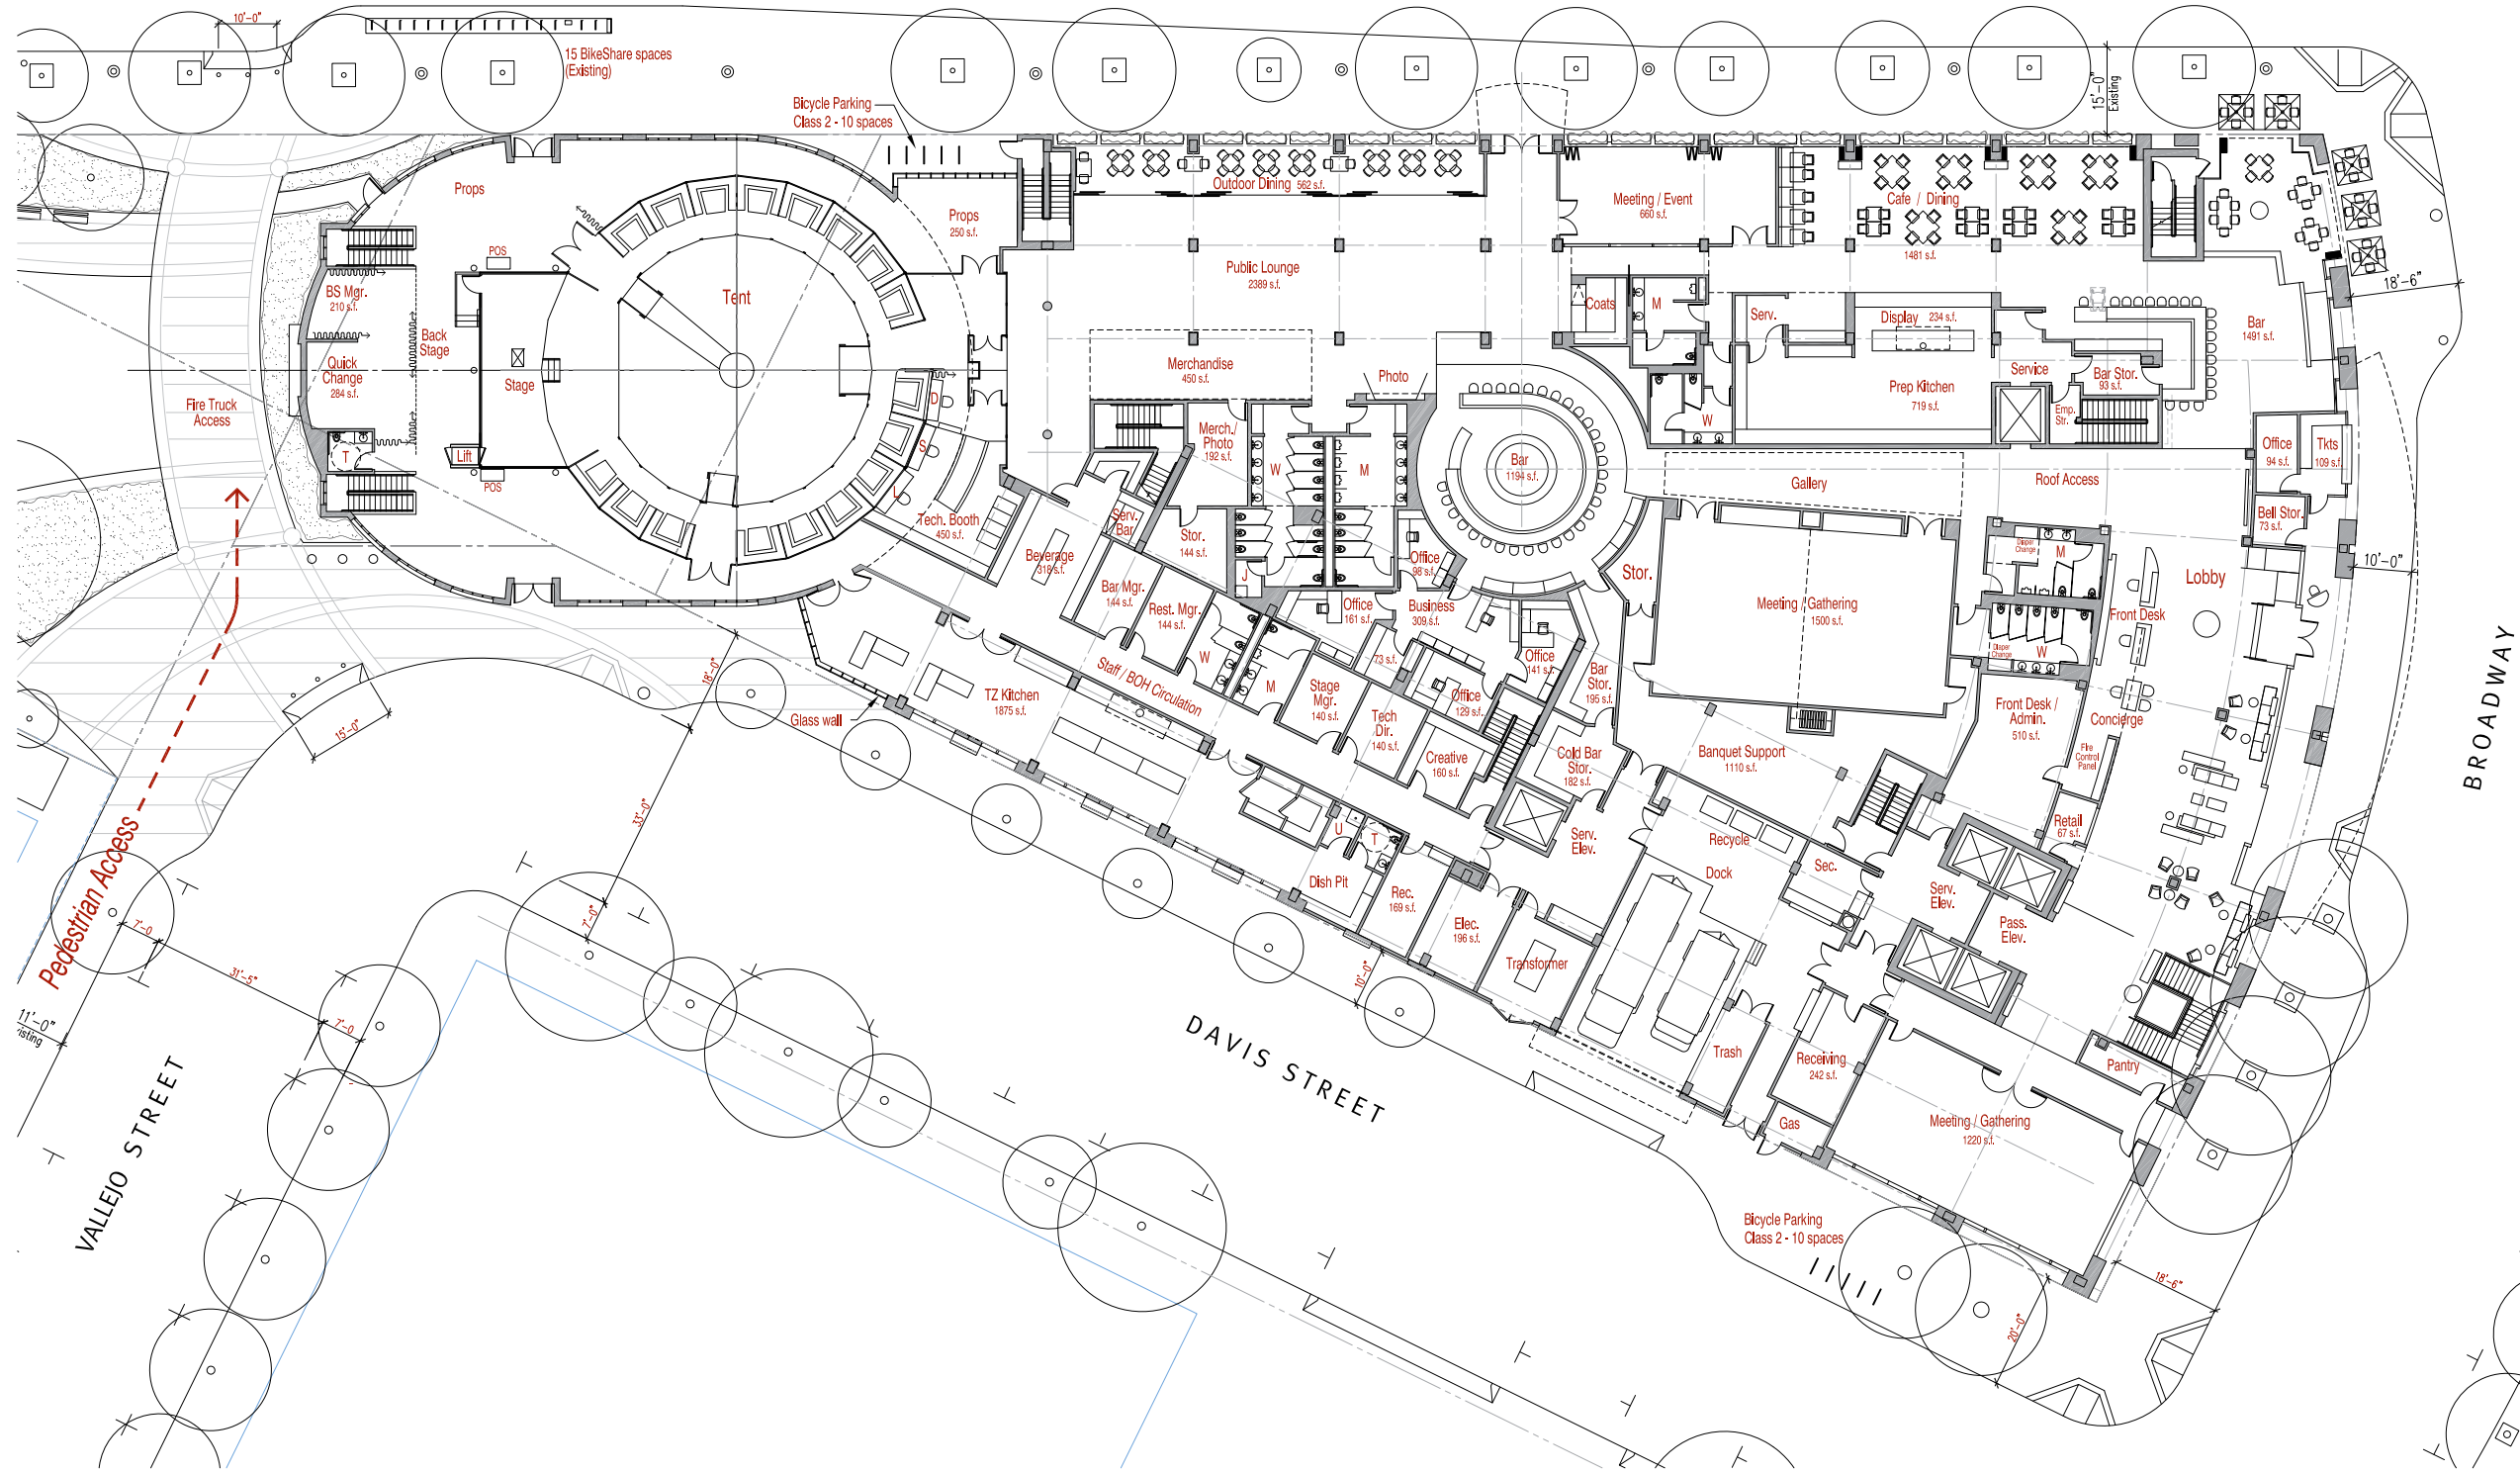 10'-0"
15 BikeShare spaces
(Existing)
Bicycle Parking
Class 2 - 10 spaces
15'-0"
Existing
Props
Props
250 s.f.
Outdoor Dining 562 s.f.
Meeting / Event
660 s.f.
Cafe / Dining
1481 s.f.
POS
BS Mgr.
210 s.f.
Back
Stage
Quick
Change
284 s.f.
Stage
Tent
Public Lounge
2389 s.f.
Coats
M
Serv.
Display 234 s.f.
Bar
1491 s.f.
18'-6"
Fire Truck
Access
Merchandise
450 s.f.
Photo
Prep Kitchen
719 s.f.
Service
Bar Stor.
93 s.f.
Emp.
Str.
W
D
S
L
T
Lift
POS
Merch./
Photo
192 s.f.
W
M
Bar
1194 s.f.
Gallery
Roof Access
Office
94 s.f.
Tkts
109 s.f.
Bell Stor.
73 s.f.
Tech. Booth
450 s.f.
Serv.
Bar
Stor.
144 s.f.
Beverage
318 s.f.
Bar Mgr.
144 s.f.
Rest. Mgr.
144 s.f.
J
Office
98 s.f.
Office
161 s.f.
Business
309 s.f.
Stor.
Meeting / Gathering
1500 s.f.
Diaper
Change
M
Lobby
10'-0"
Front Desk
Diaper
Change
W
Staff / BOH Circulation
W
M
73 s.f.
Office
141 s.f.
Office
129 s.f.
Bar
Stor.
195 s.f.
Stage
Mgr.
140 s.f.
Tech
Dir.
140 s.f.
Creative
160 s.f.
Cold Bar
Stor.
182 s.f.
Banquet Support
1110 s.f.
Front Desk /
Admin.
510 s.f.
Concierge
Fire
Control
Panel
TZ Kitchen
1875 s.f.
Glass wall
18'-0"
15'-0"
33'-0"
Pedestrian Access
BROADWAY
U
T
Dish Pit
Rec.
169 s.f.
Elec.
196 s.f.
Transformer
Serv.
Elev.
Recycle
Dock
Sec.
Retail
67 s.f.
Serv.
Elev.
Pass.
Elev.
7'-0
7'-0"
31'-5"
7'-0
11'-0"
10'-0"
DAVIS STREET
VALLEJO STREET
Trash
Receiving
242 s.f.
Gas
Pantry
Meeting / Gathering
1220 s.f.
Bicycle Parking
Class 2 - 10 spaces
18'-6"
20'-0"